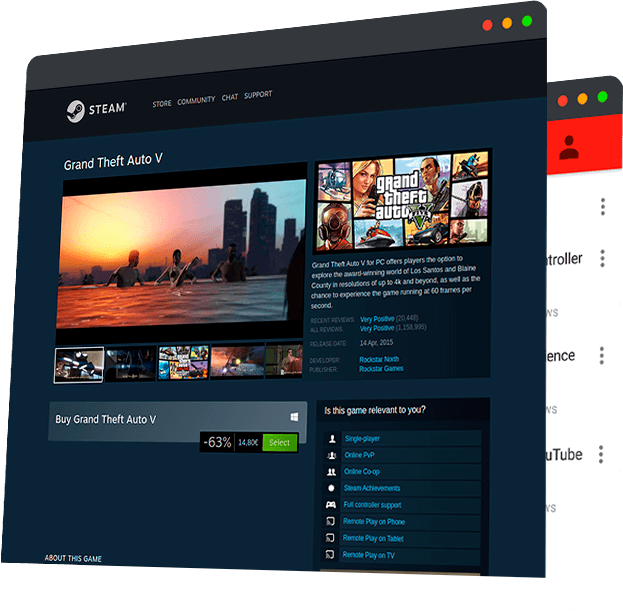 STEAM
STORE COMMUNITY CHAT SUPPORT
Grand Theft Auto V
grand
theft
auto
V
Grand Theft Auto V for PC offers players the option to
explore the award-winning world of Los Santos and Blaine
County in resolutions of up to 4k and beyond, as well as the
chance to experience the game running at 60 frames per
second.
RECENT REVIEWS: Very Positive (20,448)
ALL REVIEWS: Very Positive (1,158,995)
RELEASE DATE: 14 Apr, 2015
DEVELOPER: Rockstar North
PUBLISHER: Rockstar Games
Buy Grand Theft Auto V
-63% 14,80€ Select
Is this game relevant to you?
Single-player
Online PvP
Online Co-op
Steam Achievements
Full controller support
Remote Play on Phone
Remote Play on Tablet
Remote Play on TV
ABOUT THIS GAME
ntroller
ws
ence
ws
uTube
ws